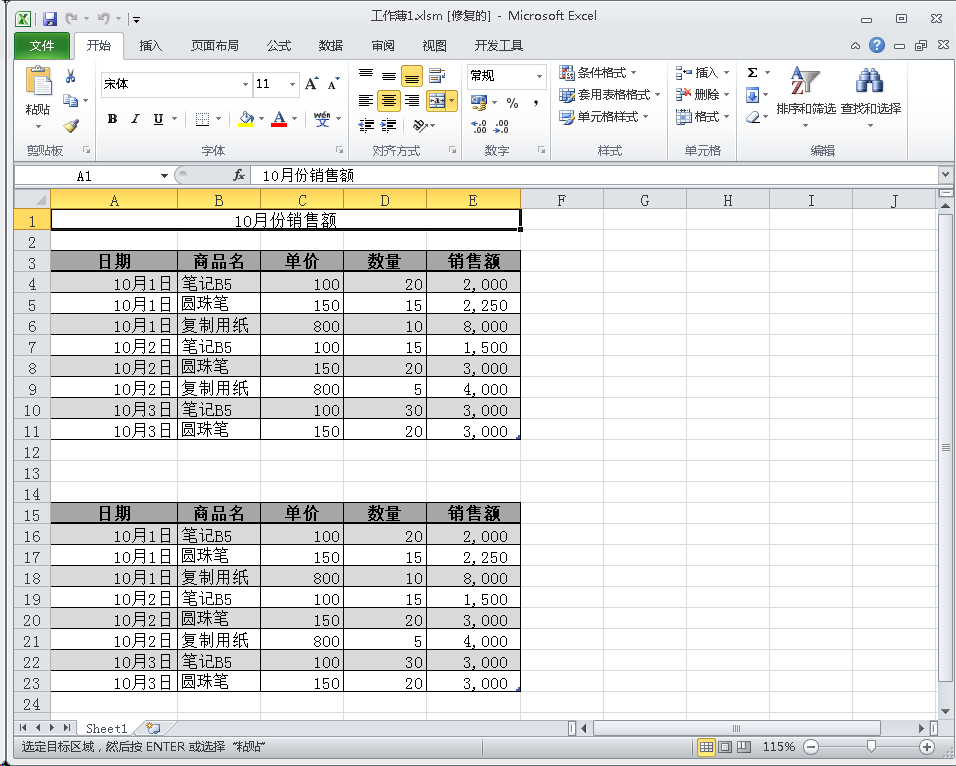 工作薄1.xlsm [修复的] - Microsoft Excel
文件 开始 插入 页面布局 公式 数据 审阅 视图 开发工具
宋体 11 常规 条件格式 插入 Σ
粘贴 套用表格格式 删除 排序和筛选 查找和选择
B I U A wén 文 % , 单元格样式 格式
剪贴板 字体 对齐方式 数字 样式 单元格 编辑
A1 fx 10月份销售额
A B C D E F G H I J
1 10月份销售额
2
3 日期 商品名 单价 数量 销售额
4 10月1日 笔记B5 100 20 2,000
5 10月1日 圆珠笔 150 15 2,250
6 10月1日 复制用纸 800 10 8,000
7 10月2日 笔记B5 100 15 1,500
8 10月2日 圆珠笔 150 20 3,000
9 10月2日 复制用纸 800 5 4,000
10 10月3日 笔记B5 100 30 3,000
11 10月3日 圆珠笔 150 20 3,000
12
13
14
15 日期 商品名 单价 数量 销售额
16 10月1日 笔记B5 100 20 2,000
17 10月1日 圆珠笔 150 15 2,250
18 10月1日 复制用纸 800 10 8,000
19 10月2日 笔记B5 100 15 1,500
20 10月2日 圆珠笔 150 20 3,000
21 10月2日 复制用纸 800 5 4,000
22 10月3日 笔记B5 100 30 3,000
23 10月3日 圆珠笔 150 20 3,000
24
Sheet1
选定目标区域，然后按 ENTER 或选择 “粘贴” 115%